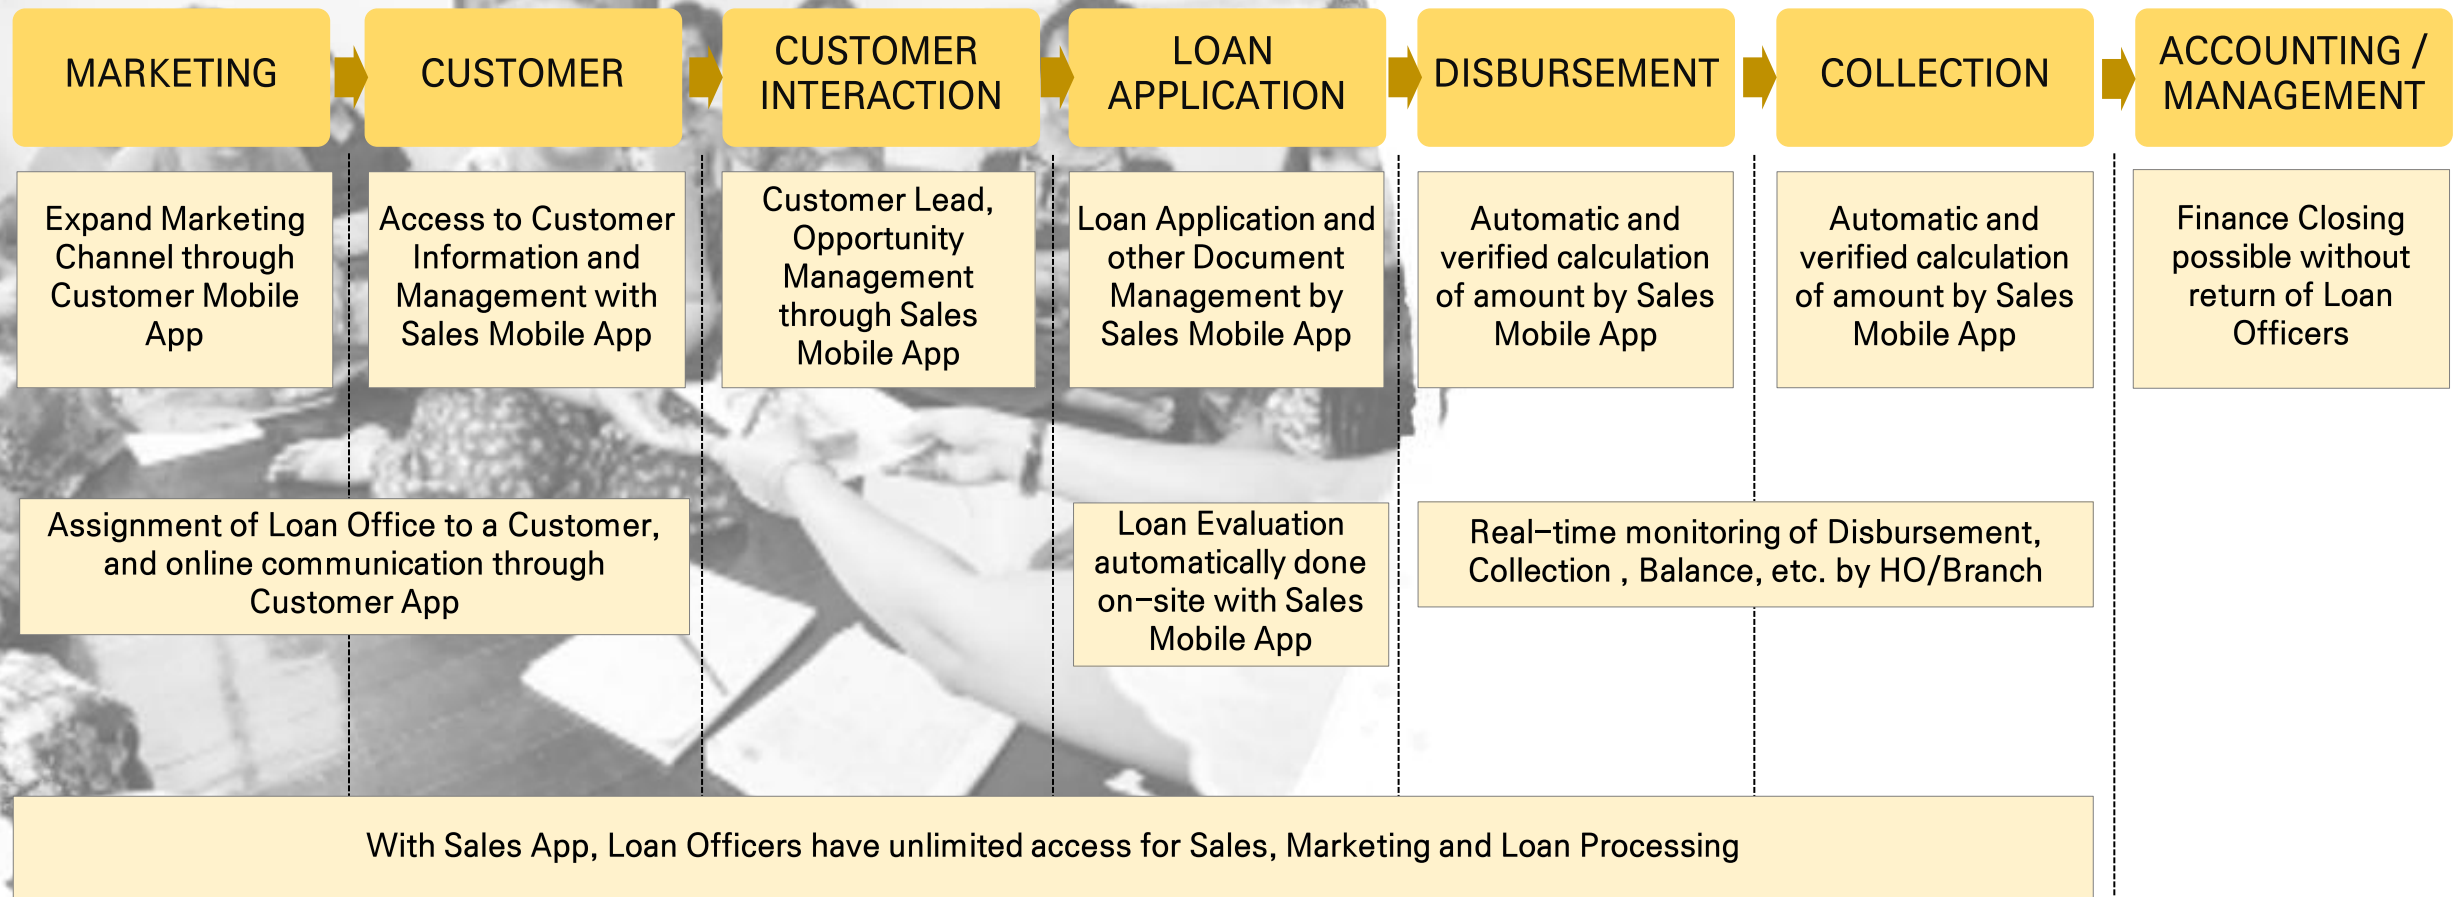 MARKETING
CUSTOMER
CUSTOMER
INTERACTION
LOAN
APPLICATION
DISBURSEMENT
COLLECTION
ACCOUNTING /
MANAGEMENT
Expand Marketing
Channel through
Customer Mobile
App
Access to Customer
Information and
Management with
Sales Mobile App
Customer Lead,
Opportunity
Management
through Sales
Mobile App
Loan Application and
other Document
Management by
Sales Mobile App
Automatic and
verified calculation
of amount by Sales
Mobile App
Automatic and
verified calculation
of amount by Sales
Mobile App
Finance Closing
possible without
return of Loan
Officers
Assignment of Loan Office to a Customer,
and online communication through
Customer App
Loan Evaluation
automatically done
on-site with Sales
Mobile App
Real-time monitoring of Disbursement,
Collection , Balance, etc. by HO/Branch
With Sales App, Loan Officers have unlimited access for Sales, Marketing and Loan Processing